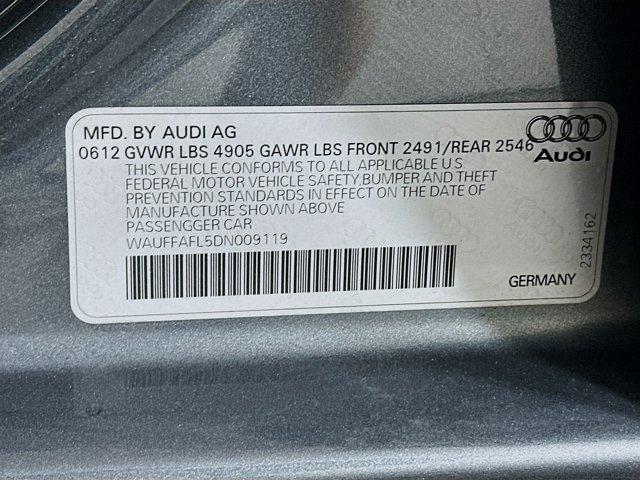 MFD. BY AUDI AG
0612 GVWR LBS 4905 GAWR LBS FRONT 2491/REAR 2546
THIS VEHICLE CONFORMS TO ALL APPLICABLE U.S
FEDERAL MOTOR VEHICLE SAFETY,BUMPER AND THEFT
PREVENTION STANDARDS IN EFFECT ON THE DATE OF
MANUFACTURE SHOWN ABOVE
PASSENGGER CAR
WAUFFAFL5DN009119
Audi
2334162
GERMANY